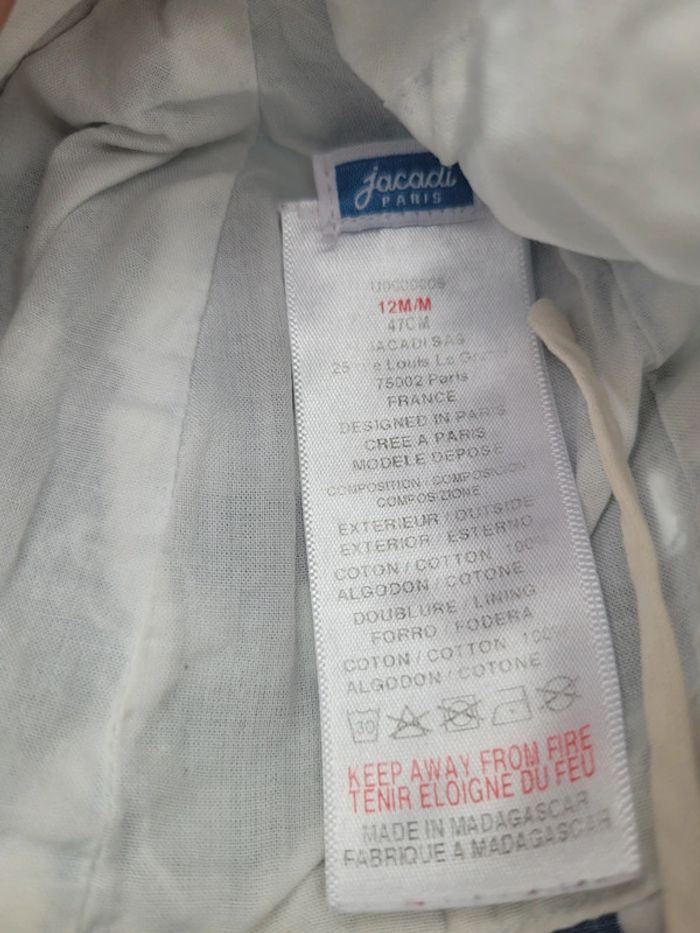 jacadi
PARIS
12M/M
47CM
JACADI SAS
Louis Le
75002 Paris
FRANCE
DESIGNED IN PARIS
CREE A PARIS
MODELE DEPOSE
COMPOSITION / COMPOSICION
COMPOSIZIONE
EXTERIEUR / OUTSIDE
EXTERIOR / ESTERNO
COTON / COTTON 100%
ALGODON / COTONE
DOUBLURE / LINING
FORRO / FODERA
COTON / COTTON 100%
ALGODON / COTONE
30
KEEP AWAY FROM FIRE
TENIR ELOIGNE DU FEU
MADE IN MADAGASCAR
FABRIQUE A MADAGASCAR